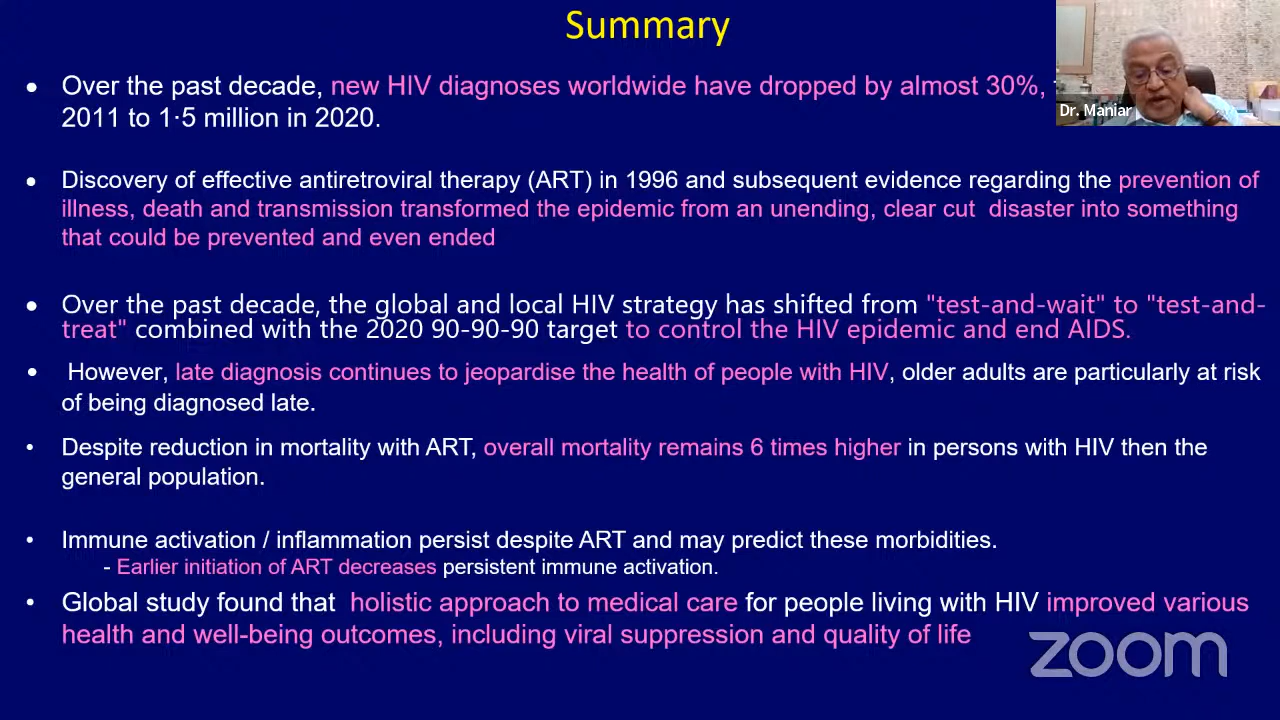 Summary
• Over the past decade, new HIV diagnoses worldwide have dropped by almost 30%,
2011 to 1·5 million in 2020.
Dr. Maniar
• Discovery of effective antiretroviral therapy (ART) in 1996 and subsequent evidence regarding the prevention of
illness, death and transmission transformed the epidemic from an unending, clear cut disaster into something
that could be prevented and even ended
• Over the past decade, the global and local HIV strategy has shifted from "test-and-wait" to "test-and-
treat" combined with the 2020 90-90-90 target to control the HIV epidemic and end AIDS.
• However, late diagnosis continues to jeopardise the health of people with HIV, older adults are particularly at risk
of being diagnosed late.
• Despite reduction in mortality with ART, overall mortality remains 6 times higher in persons with HIV then the
general population.
• Immune activation / inflammation persist despite ART and may predict these morbidities.
- Earlier initiation of ART decreases persistent immune activation.
• Global study found that holistic approach to medical care for people living with HIV improved various
health and well-being outcomes, including viral suppression and quality of life
zoom